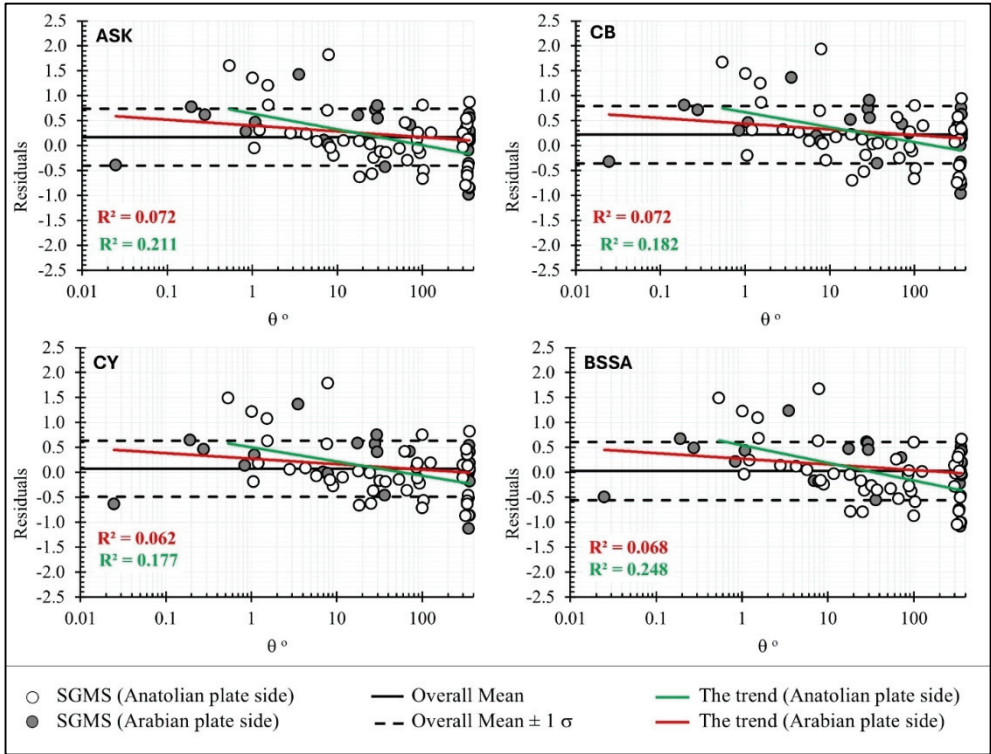 ASK
2.5
2.0
1.5
1.0
0.5
0.0
-0.5
-1.0
-1.5
-2.0
-2.5
Residuals
R² = 0.072
R² = 0.211
0.01 0.1 1 10 100
θ °
CB
2.5
2.0
1.5
1.0
0.5
0.0
-0.5
-1.0
-1.5
-2.0
-2.5
Residuals
R² = 0.072
R² = 0.182
0.01 0.1 1 10 100
θ °
CY
2.5
2.0
1.5
1.0
0.5
0.0
-0.5
-1.0
-1.5
-2.0
-2.5
Residuals
R² = 0.062
R² = 0.177
0.01 0.1 1 10 100
θ °
BSSA
2.5
2.0
1.5
1.0
0.5
0.0
-0.5
-1.0
-1.5
-2.0
-2.5
Residuals
R² = 0.068
R² = 0.248
0.01 0.1 1 10 100
θ °
SGMS (Anatolian plate side) Overall Mean The trend (Anatolian plate side)
SGMS (Arabian plate side) Overall Mean ± 1 σ The trend (Arabian plate side)